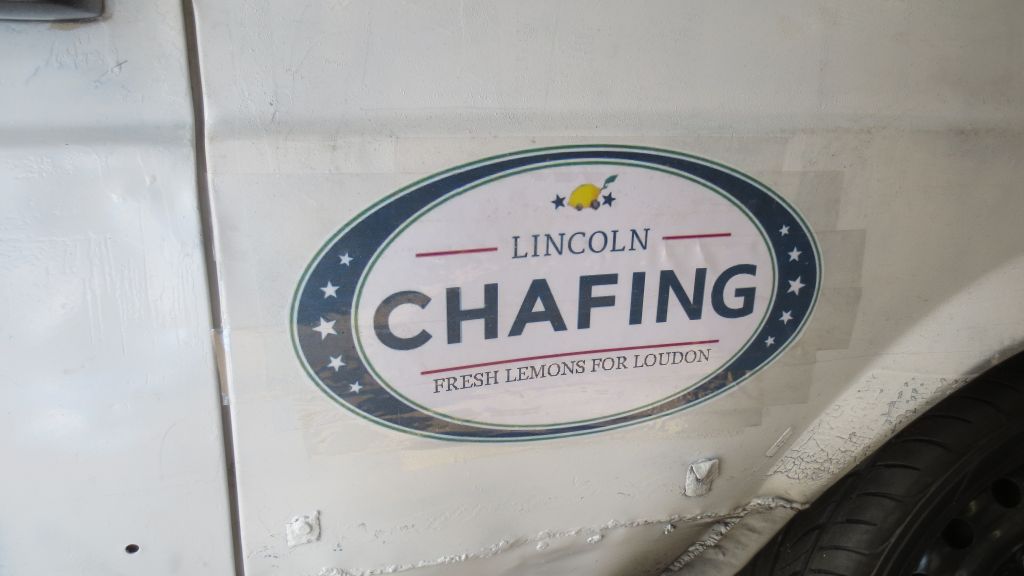 LINCOLN
CHAFING
FRESH LEMONS FOR LOUDON